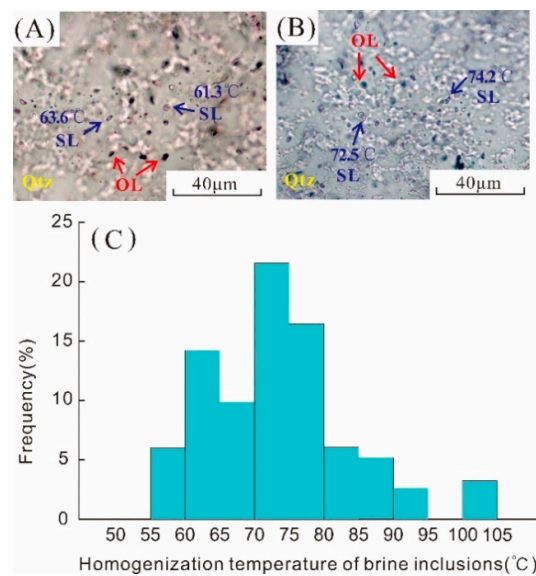 (A)
63.6℃
SL
61.3℃
SL
OL
Qtz
40μm
(B)
OL
74.2℃
SL
72.5℃
SL
Qtz
40μm
(C)
Frequency(%)
25
20
15
10
5
0
50 55 60 65 70 75 80 85 90 95 100 105
Homogenization temperature of brine inclusions(℃)